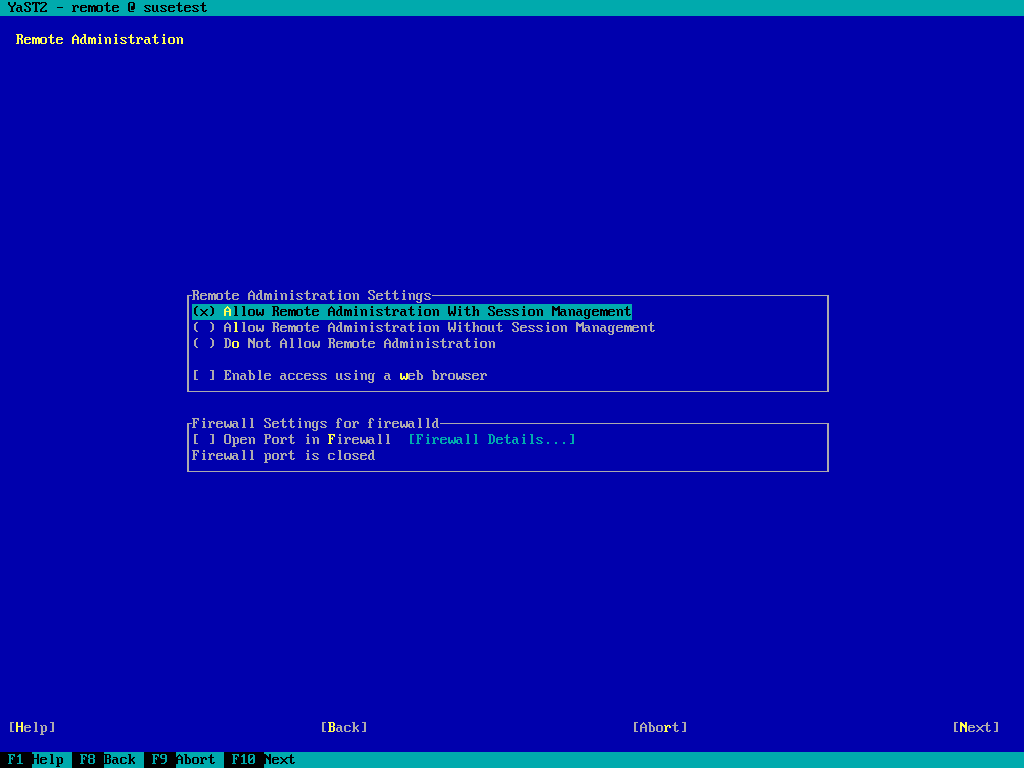 YaST2 - remote @ susetest
Remote Administration
Remote Administration Settings
(x) Allow Remote Administration With Session Management
( ) Allow Remote Administration Without Session Management
( ) Do Not Allow Remote Administration
[ ] Enable access using a web browser
Firewall Settings for firewalld
[ ] Open Port in Firewall [Firewall Details...]
Firewall port is closed
[Help] [Back] [Abort] [Next]
F1 Help F8 Back F9 Abort F10 Next